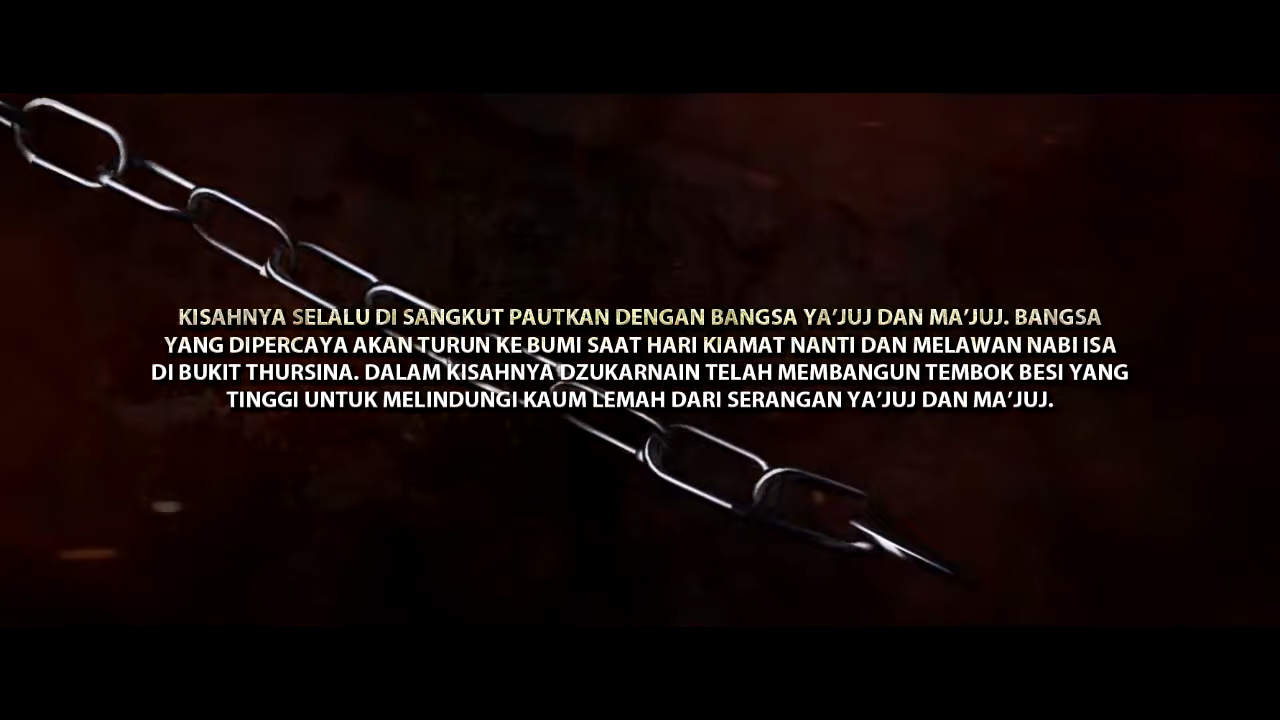 KISAHNYA SELALU DI SANGKUT PAUTKAN DENGAN BANGSA YA’JUJ DAN MA’JUJ. BANGSA
YANG DIPERCAYA AKAN TURUN KE BUMI SAAT HARI KIAMAT NANTI DAN MELAWAN NABI ISA
DI BUKIT THURSINA. DALAM KISAHNYA DZUKARNAIN TELAH MEMBANGUN TEMBOK BESI YANG
TINGGI UNTUK MELINDUNGI KAUM LEMAH DARI SERANGAN YA’JUJ DAN MA’JUJ.